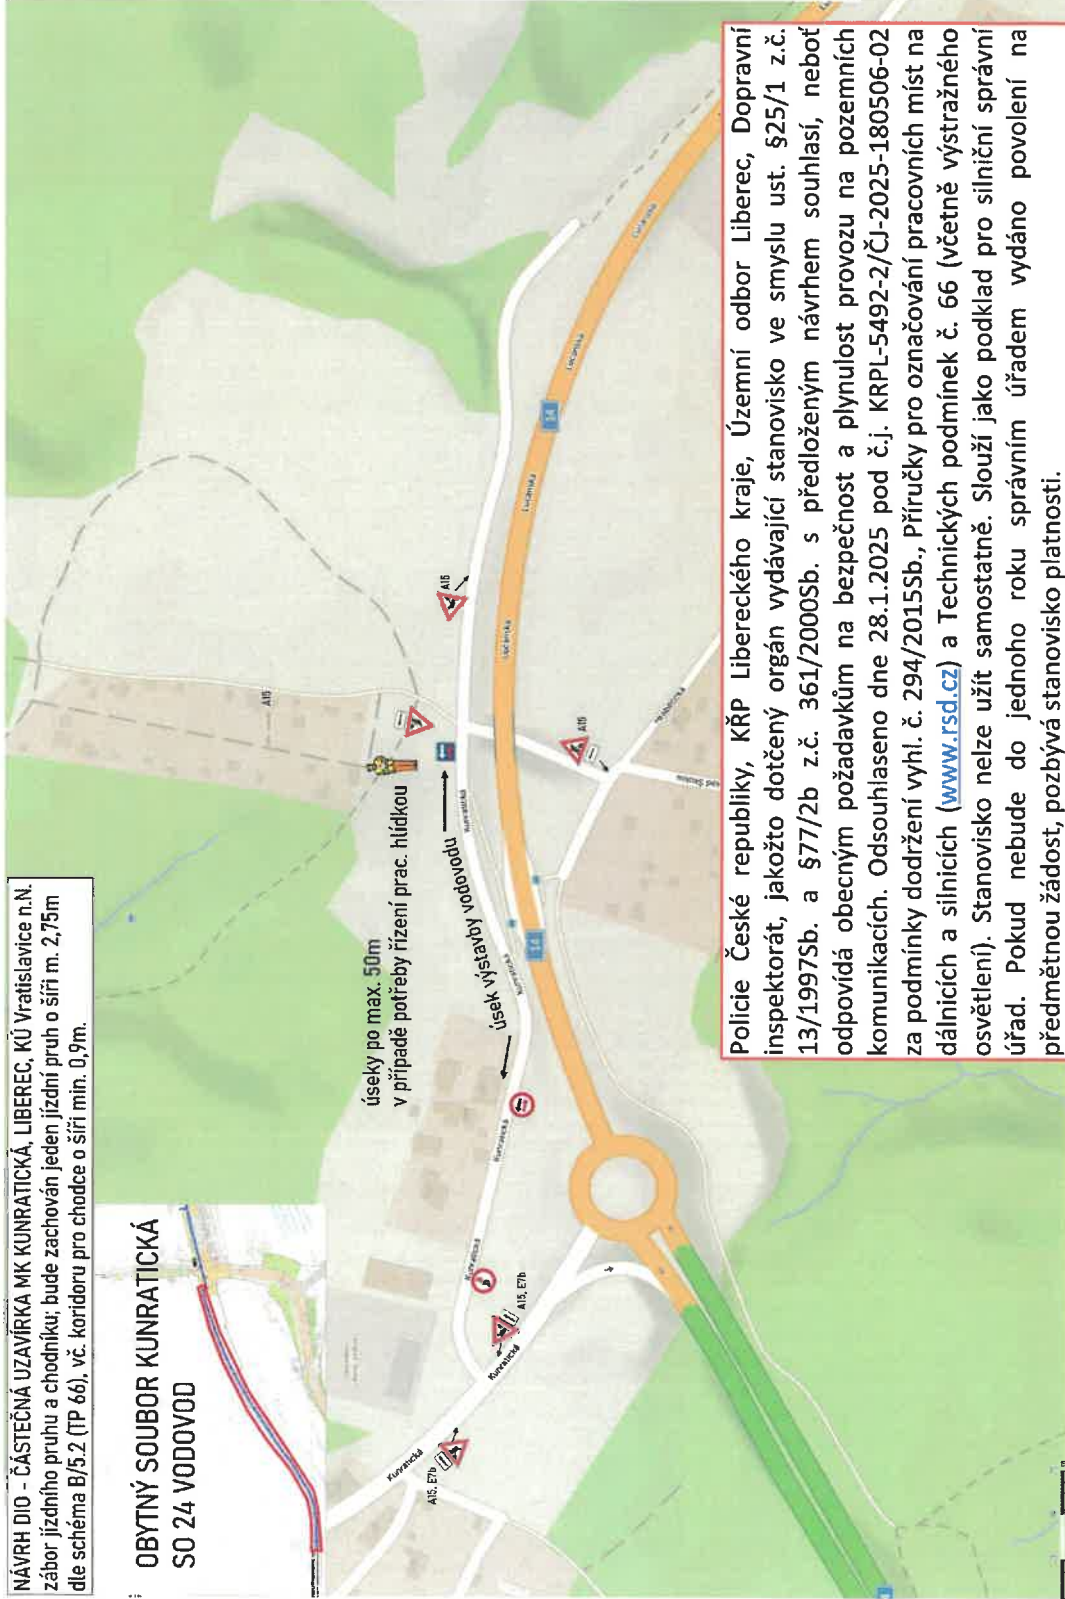 NÁVRH DIO - ČÁSTEČNÁ UZAVÍRKA MK KUNRATICKÁ, LIBEREC, KÚ Vratislavice n.N.
zábor jízdního pruhu a chodníku; bude zachován jeden jízdní pruh o šíři m. 2,75m
dle schéma B/5.2 (TP 66), vč. koridoru pro chodce o šíři min. 0,9m.
OBYTNÝ SOUBOR KUNRATICKÁ
SO 24 VODOVOD
úseky po max. 50m
v případě potřeby řízení prac. hlídkou
úsek výstavby vodovodu
A15
A15
A15
A15, E7b
A15, E7b
Kunratická
Kunratická
Kunratická
Kunratická
Kunratická
Kunratická
Lučanská
Lučanská
Lučanská
Lučanská
Lučanská
14
14
Policie České republiky, KŘP Libereckého kraje, Územní odbor Liberec, Dopravní
inspektorát, jakožto dotčený orgán vydávající stanovisko ve smyslu ust. §25/1 z.č.
13/1997Sb. a §77/2b z.č. 361/2000Sb. s předloženým návrhem souhlasí, neboť
odpovídá obecným požadavkům na bezpečnost a plynulost provozu na pozemních
komunikacích. Odsouhlaseno dne 28.1.2025 pod č.j. KRPL-5492-2/ČJ-2025-180506-02
za podmínky dodržení vyhl. č. 294/2015Sb., Příručky pro označování pracovních míst na
dálnicích a silnicích (www.rsd.cz) a Technických podmínek č. 66 (včetně výstražného
osvětlení). Stanovisko nelze užít samostatně. Slouží jako podklad pro silniční správní
úřad. Pokud nebude do jednoho roku správním úřadem vydáno povolení na
předmětnou žádost, pozbývá stanovisko platnosti.